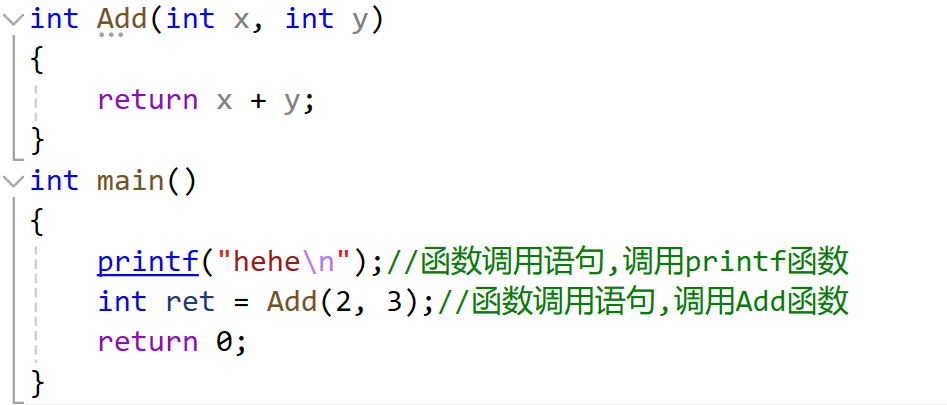 int Add(int x, int y)
{
    return x + y;
}
int main()
{
    printf("hehe\n");//函数调用语句,调用printf函数
    int ret = Add(2, 3);//函数调用语句,调用Add函数
    return 0;
}